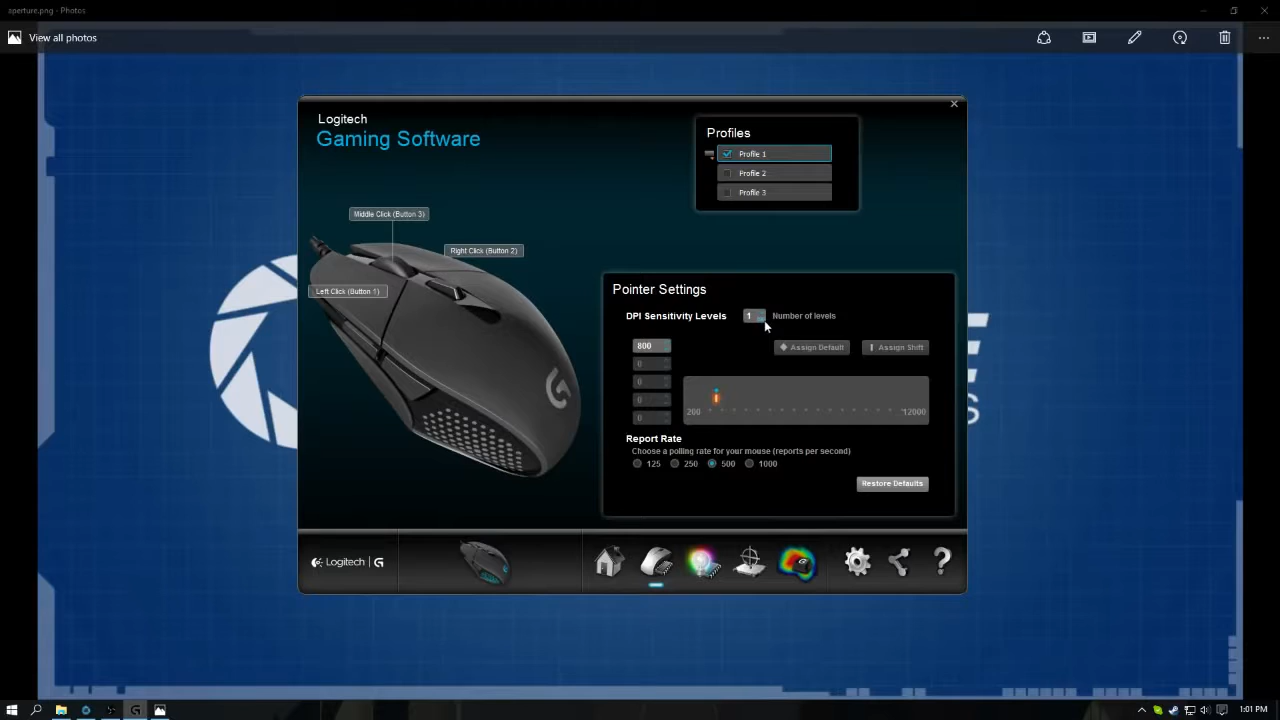 aperture.png - Photos
View all photos
Logitech
Gaming Software
Profiles
Profile 1
Profile 2
Profile 3
Middle Click (Button 3)
Right Click (Button 2)
Left Click (Button 1)
Pointer Settings
DPI Sensitivity Levels 1 Number of levels
800 Assign Default Assign Shift
0
0
0
0
200 12000
Report Rate
Choose a polling rate for your mouse (reports per second)
125 250 500 1000
Restore Defaults
Logitech G
1:01 PM